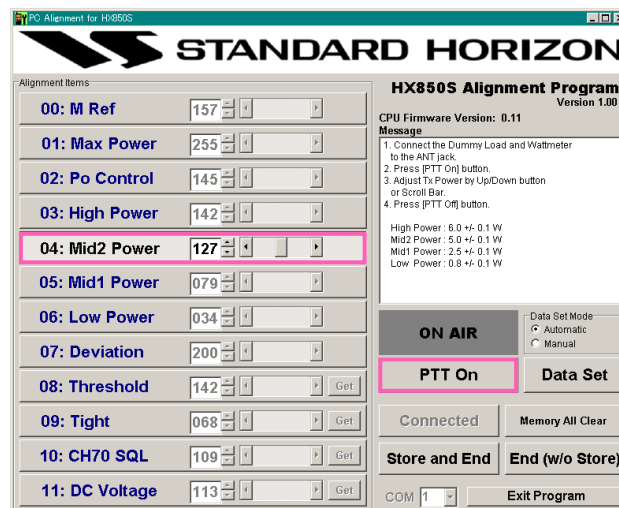 PC Alignment for HX850S
STANDARD HORIZON
Alignment Items
00: M Ref 157
01: Max Power 255
02: Po Control 145
03: High Power 142
04: Mid2 Power 127
05: Mid1 Power 079
06: Low Power 034
07: Deviation 200
08: Threshold 142 Get
09: Tight 068 Get
10: CH70 SQL 109 Get
11: DC Voltage 113 Get
HX850S Alignment Program
Version 1.00
CPU Firmware Version: 0.11
Message
1. Connect the Dummy Load and Wattmeter
to the ANT jack.
2. Press [PTT On] button.
3. Adjust Tx Power by Up/Down button
or Scroll Bar.
4. Press [PTT Off] button.
High Power : 6.0 +/- 0.1 W
Mid2 Power : 5.0 +/- 0.1 W
Mid1 Power : 2.5 +/- 0.1 W
Low Power : 0.8 +/- 0.1 W
ON AIR
Data Set Mode
Automatic
Manual
PTT On
Data Set
Connected
Memory All Clear
Store and End
End (w/o Store)
COM 1
Exit Program